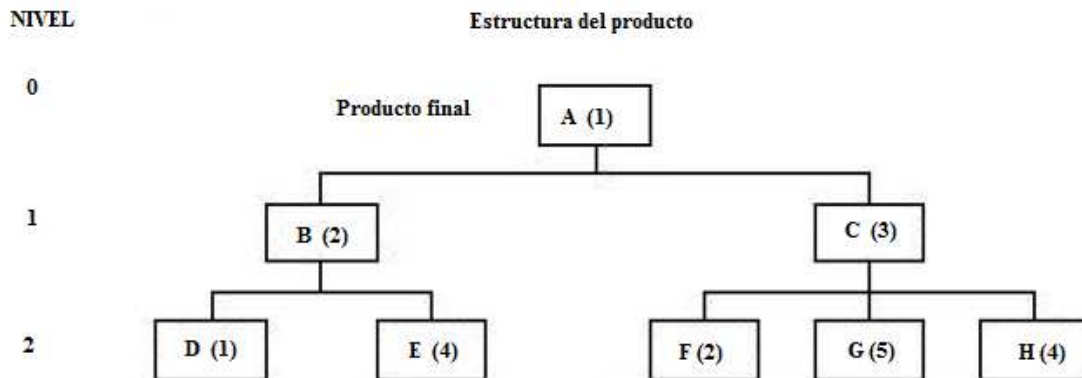 NIVEL
Estructura del producto
0
Producto final
A (1)
1
B (2)
C (3)
2
D (1)
E (4)
F (2)
G (5)
H (4)